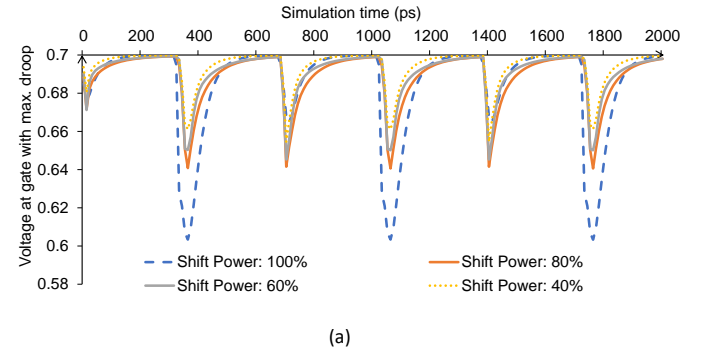 Simulation time (ps)
0 200 400 600 800 1000 1200 1400 1600 1800 2000
Voltage at gate with max. droop
0.7
0.68
0.66
0.64
0.62
0.6
0.58
Shift Power: 100%
Shift Power: 80%
Shift Power: 60%
Shift Power: 40%
(a)